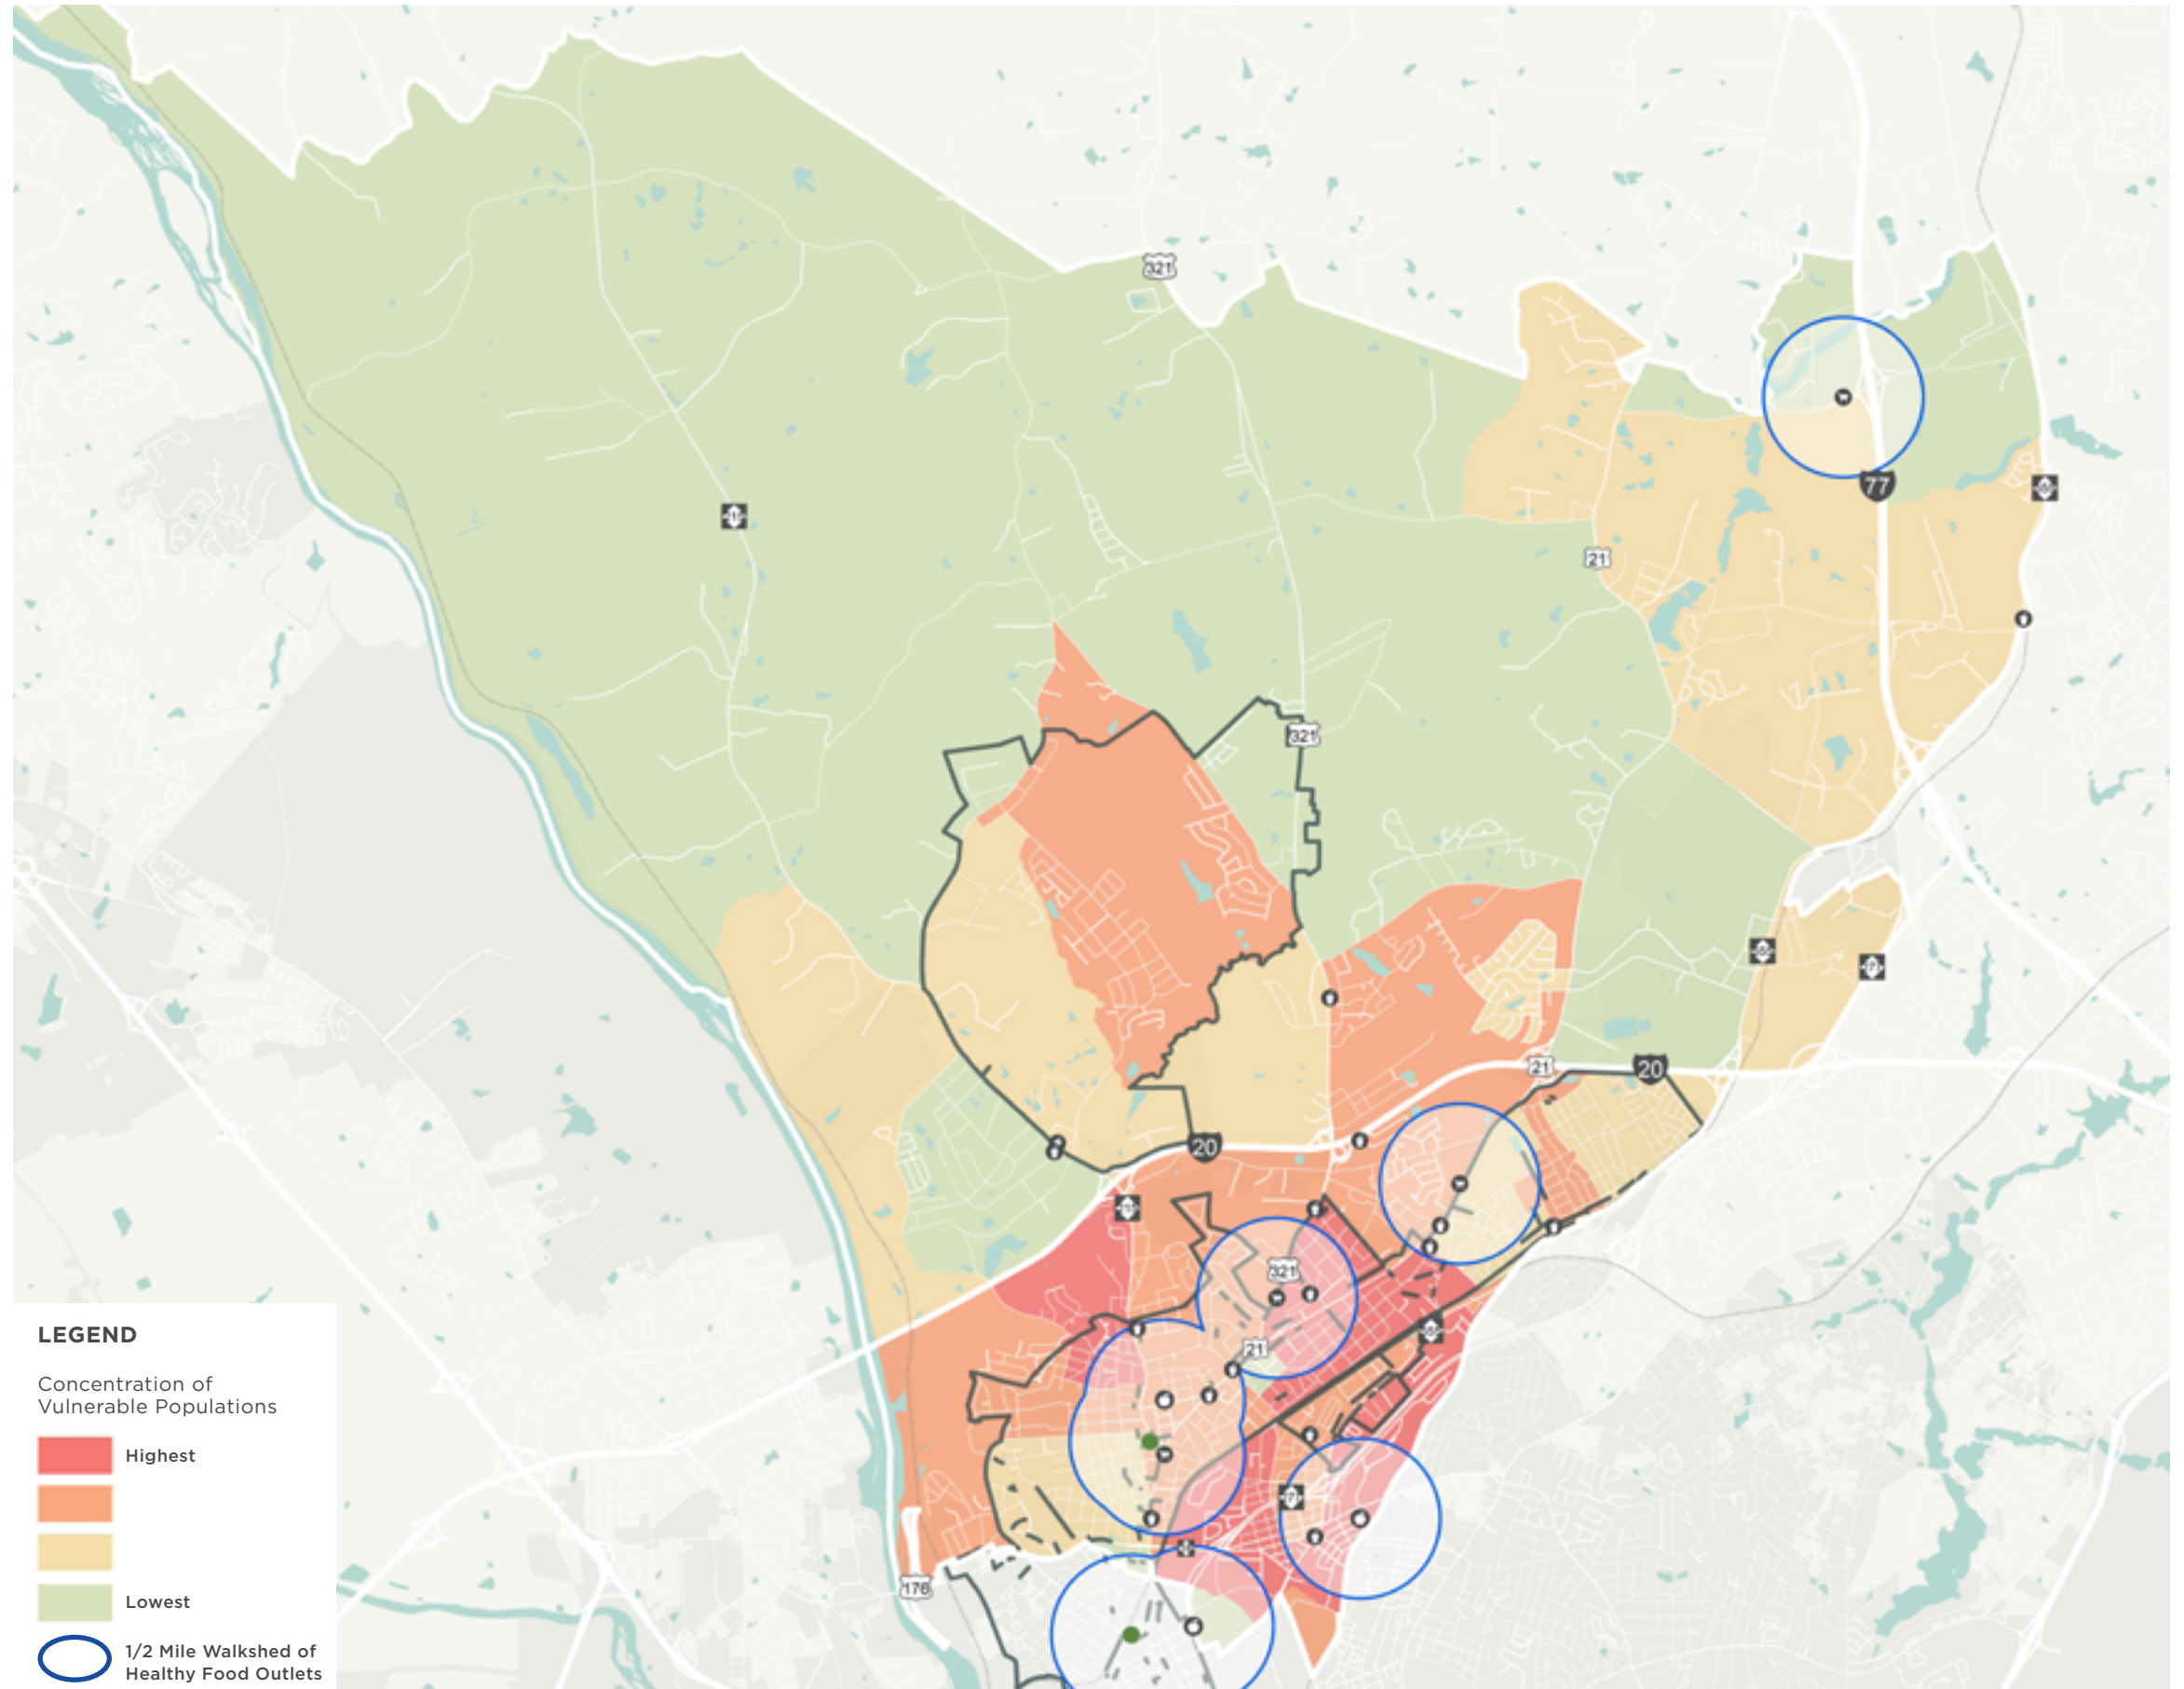 321
77
21
321
21
20
20
321
21
176
LEGEND
Concentration of
Vulnerable Populations
Highest
Lowest
1/2 Mile Walkshed of
Healthy Food Outlets